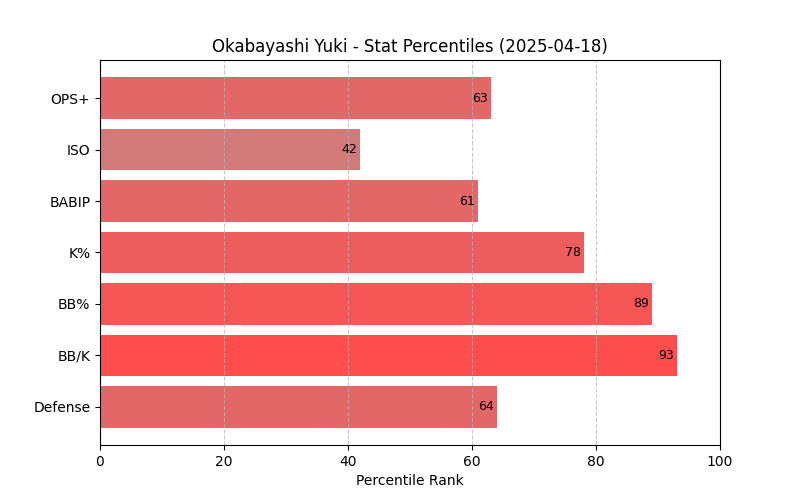 Okabayashi Yuki - Stat Percentiles (2025-04-18)
OPS+ 63
ISO 42
BABIP 61
K% 78
BB% 89
BB/K 93
Defense 64
0 20 40 60 80 100
Percentile Rank